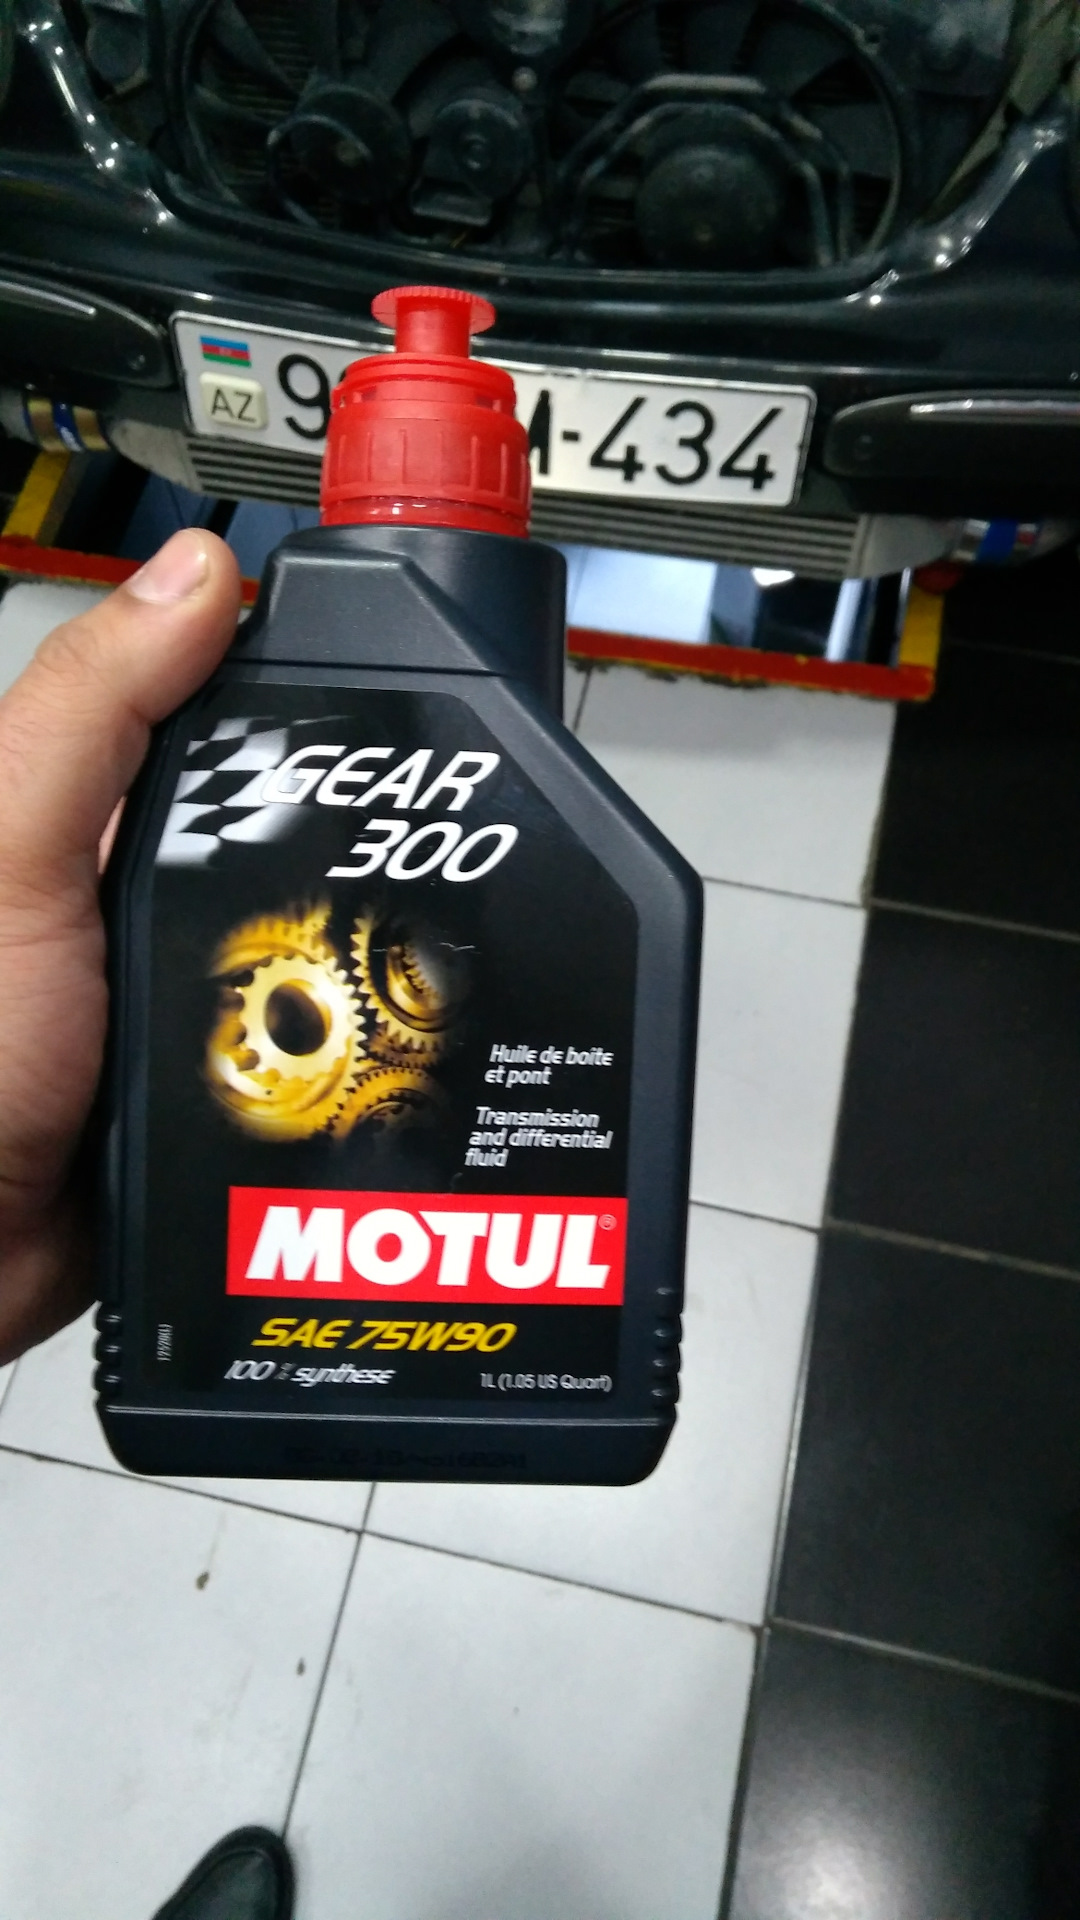 AZ 9 M-434
GEAR
300
Huile de boîte
et pont
Transmission
and differential
fluid
MOTUL®
SAE 75W90
100% synthese
1L (1.05 US Quart)